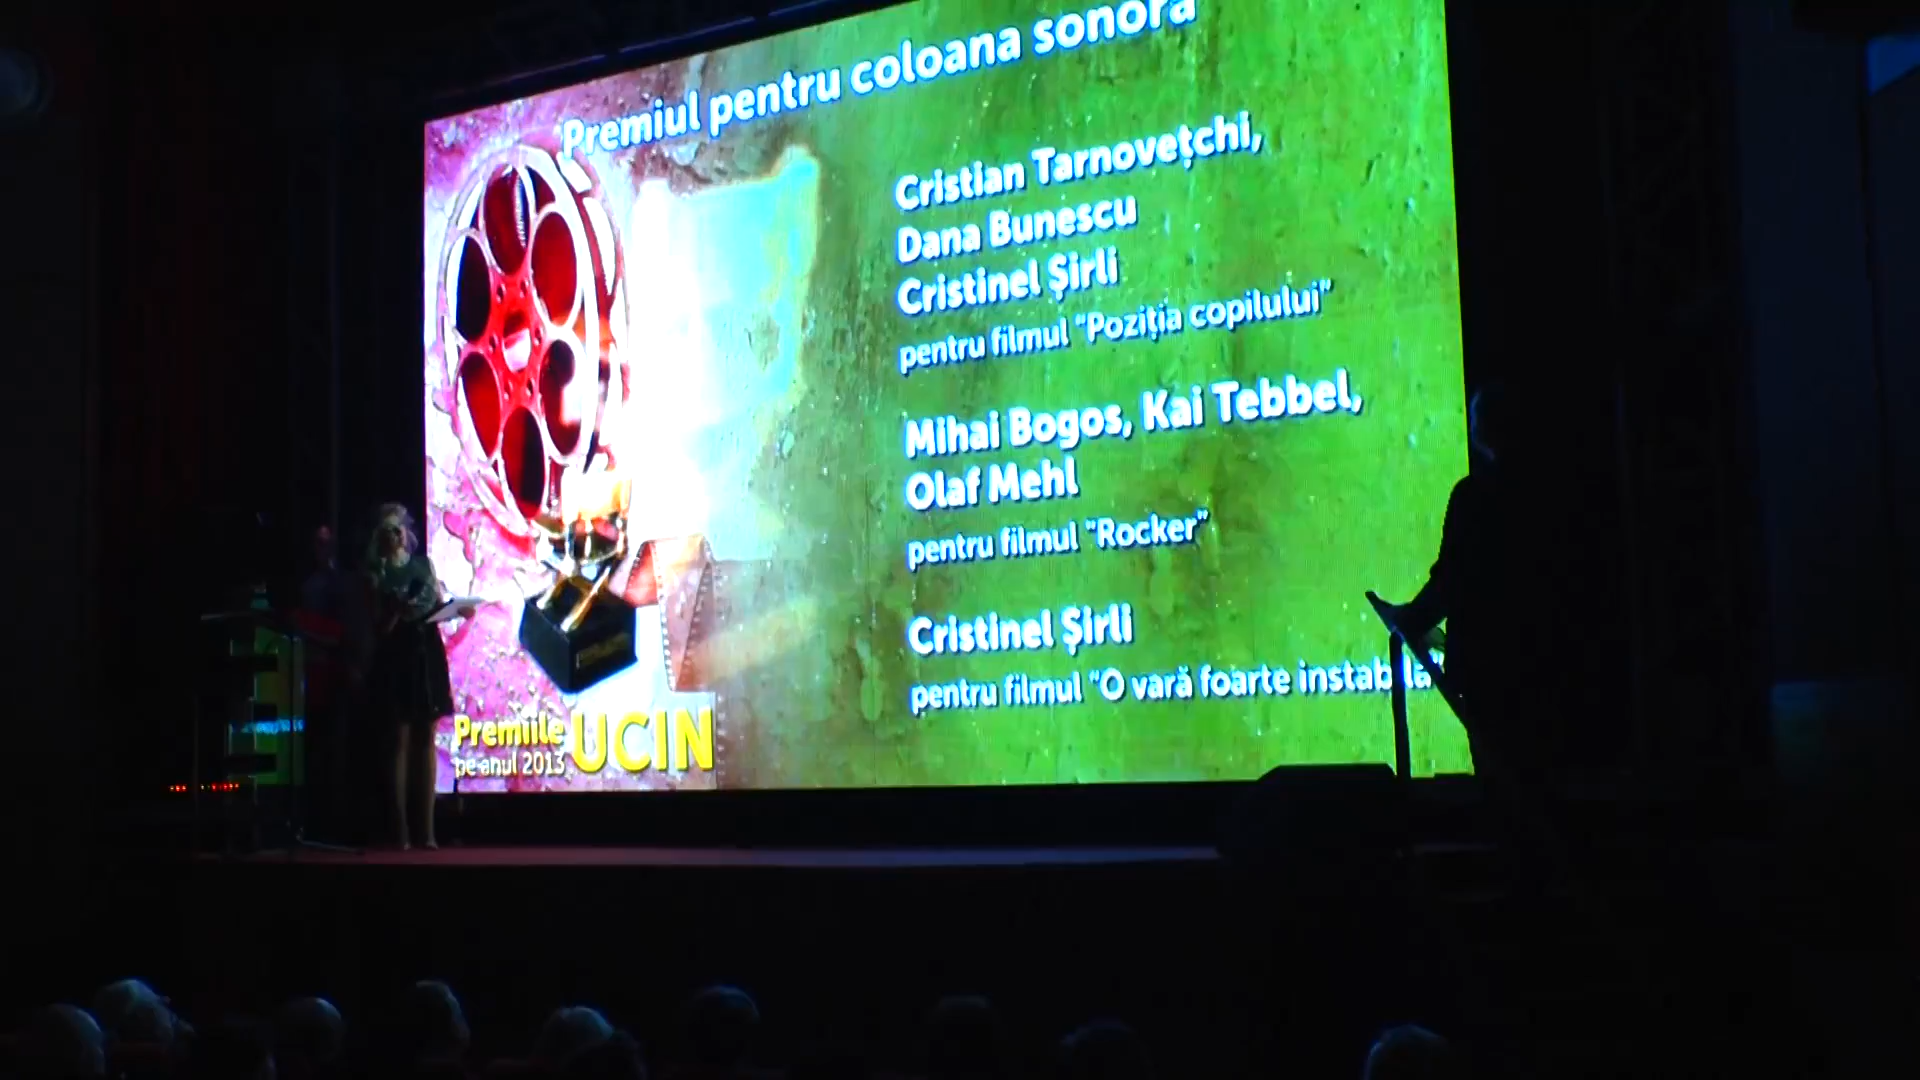 Premiul pentru coloana sonoră
Cristian Tarnovețchi,
Dana Bunescu
Cristinel Șirli
pentru filmul "Poziția copilului"
Mihai Bogos, Kai Tebbel,
Olaf Mehl
pentru filmul "Rocker"
Cristinel Șirli
pentru filmul "O vară foarte instabilă"
Premiile UCIN
pe anul 2013